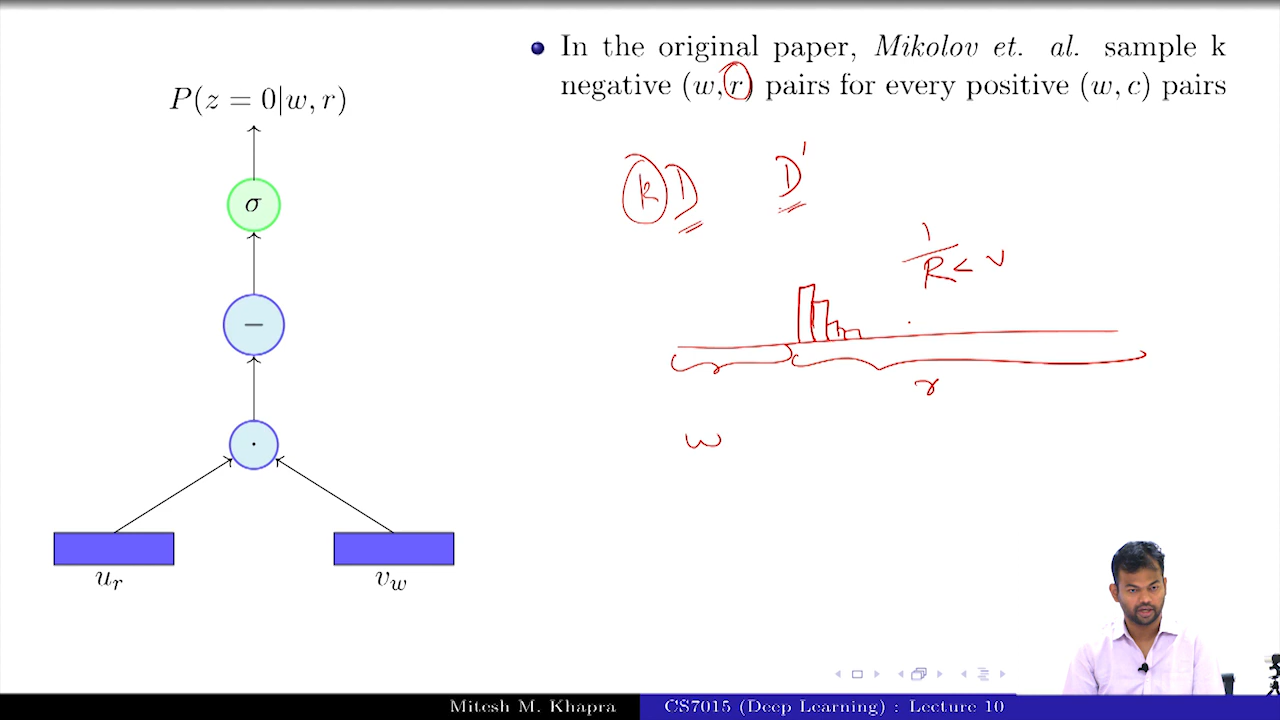 In the original paper, Mikolov et. al. sample k
negative (w, r) pairs for every positive (w, c) pairs
P(z = 0|w, r)
σ
−
·
u_r
v_w
k D D'
1
R < V
r
r
w
Mitesh M. Khapra
CS7015 (Deep Learning) : Lecture 10